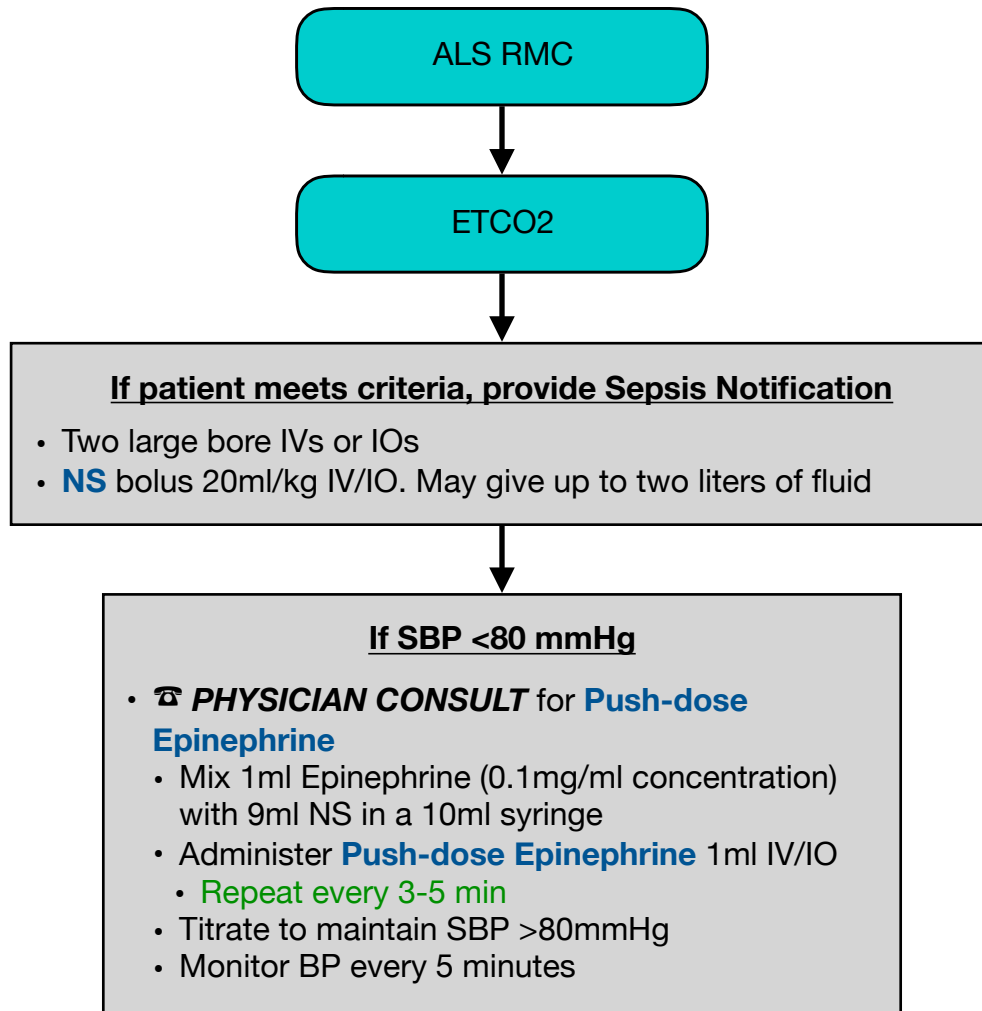 ALS RMC
ETCO2
If patient meets criteria, provide Sepsis Notification
• Two large bore IVs or IOs
• NS bolus 20ml/kg IV/IO. May give up to two liters of fluid
If SBP <80 mmHg
• ☎ PHYSICIAN CONSULT for Push-dose
Epinephrine
• Mix 1ml Epinephrine (0.1mg/ml concentration)
with 9ml NS in a 10ml syringe
• Administer Push-dose Epinephrine 1ml IV/IO
• Repeat every 3-5 min
• Titrate to maintain SBP >80mmHg
• Monitor BP every 5 minutes